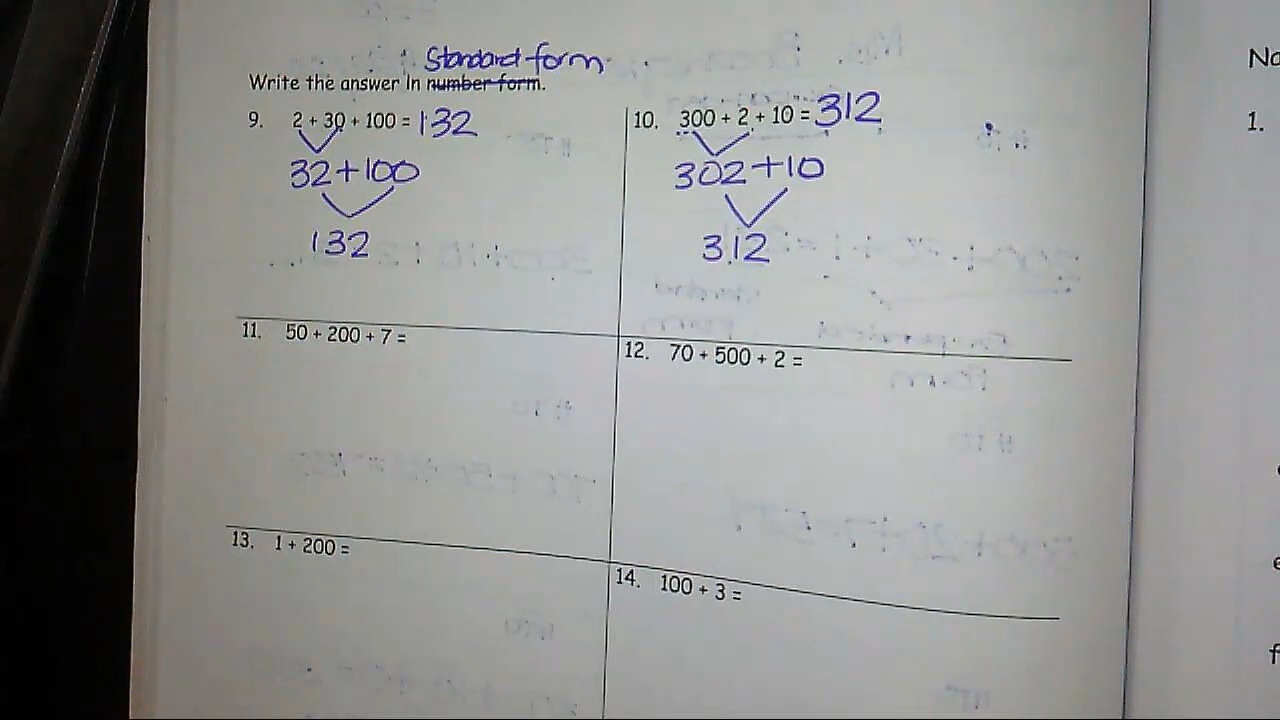 Standard form
Write the answer in number form.
9. 2 + 30 + 100 = 132
32+100
132
10. 300 + 2 + 10 = 312
302+10
312
11. 50 + 200 + 7 =
12. 70 + 500 + 2 =
13. 1 + 200 =
14. 100 + 3 =
1.